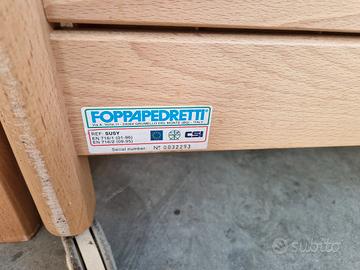 FOPPAPEDRETTI
REF: SUSY
EN 716/1 (01-96)
EN 716/2 (09-95)
CSI
Serial number: N° 0032293
subito